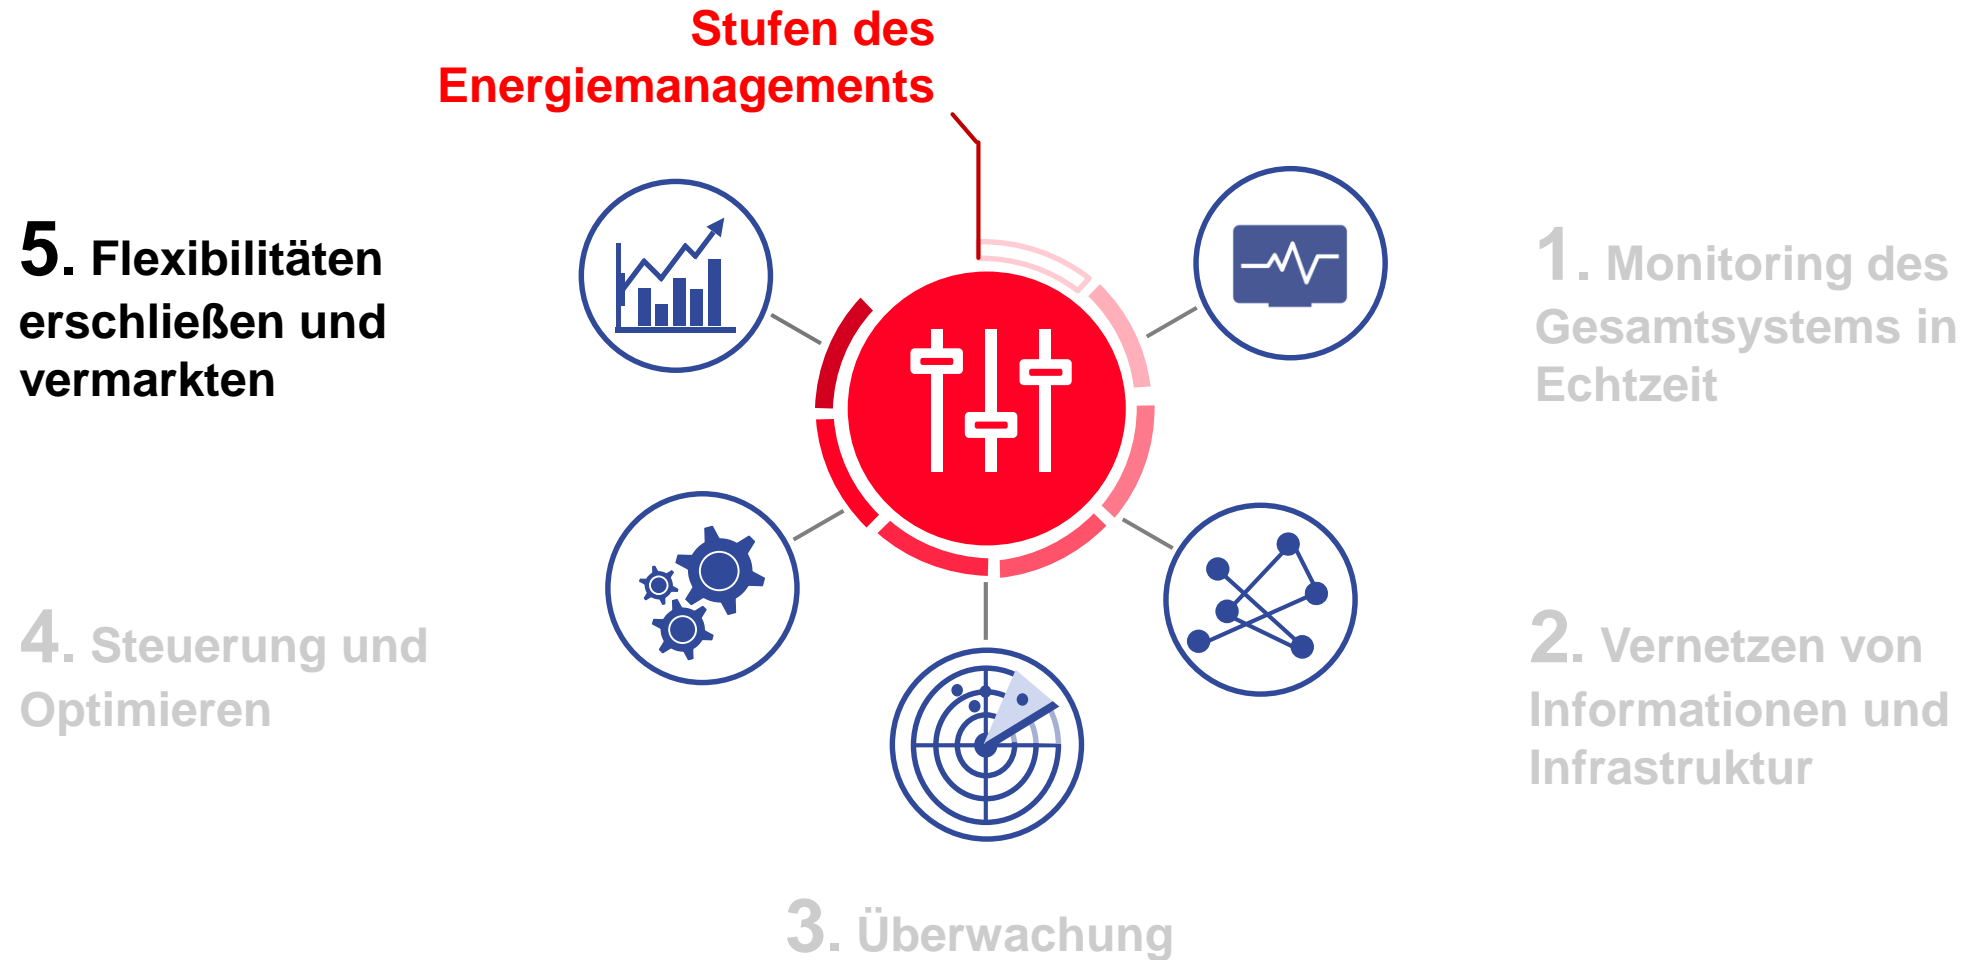 Stufen des
Energiemanagements
1. Monitoring des
Gesamtsystems in
Echtzeit
2. Vernetzen von
Informationen und
Infrastruktur
3. Überwachung
4. Steuerung und
Optimieren
5. Flexibilitäten
erschließen und
vermarkten